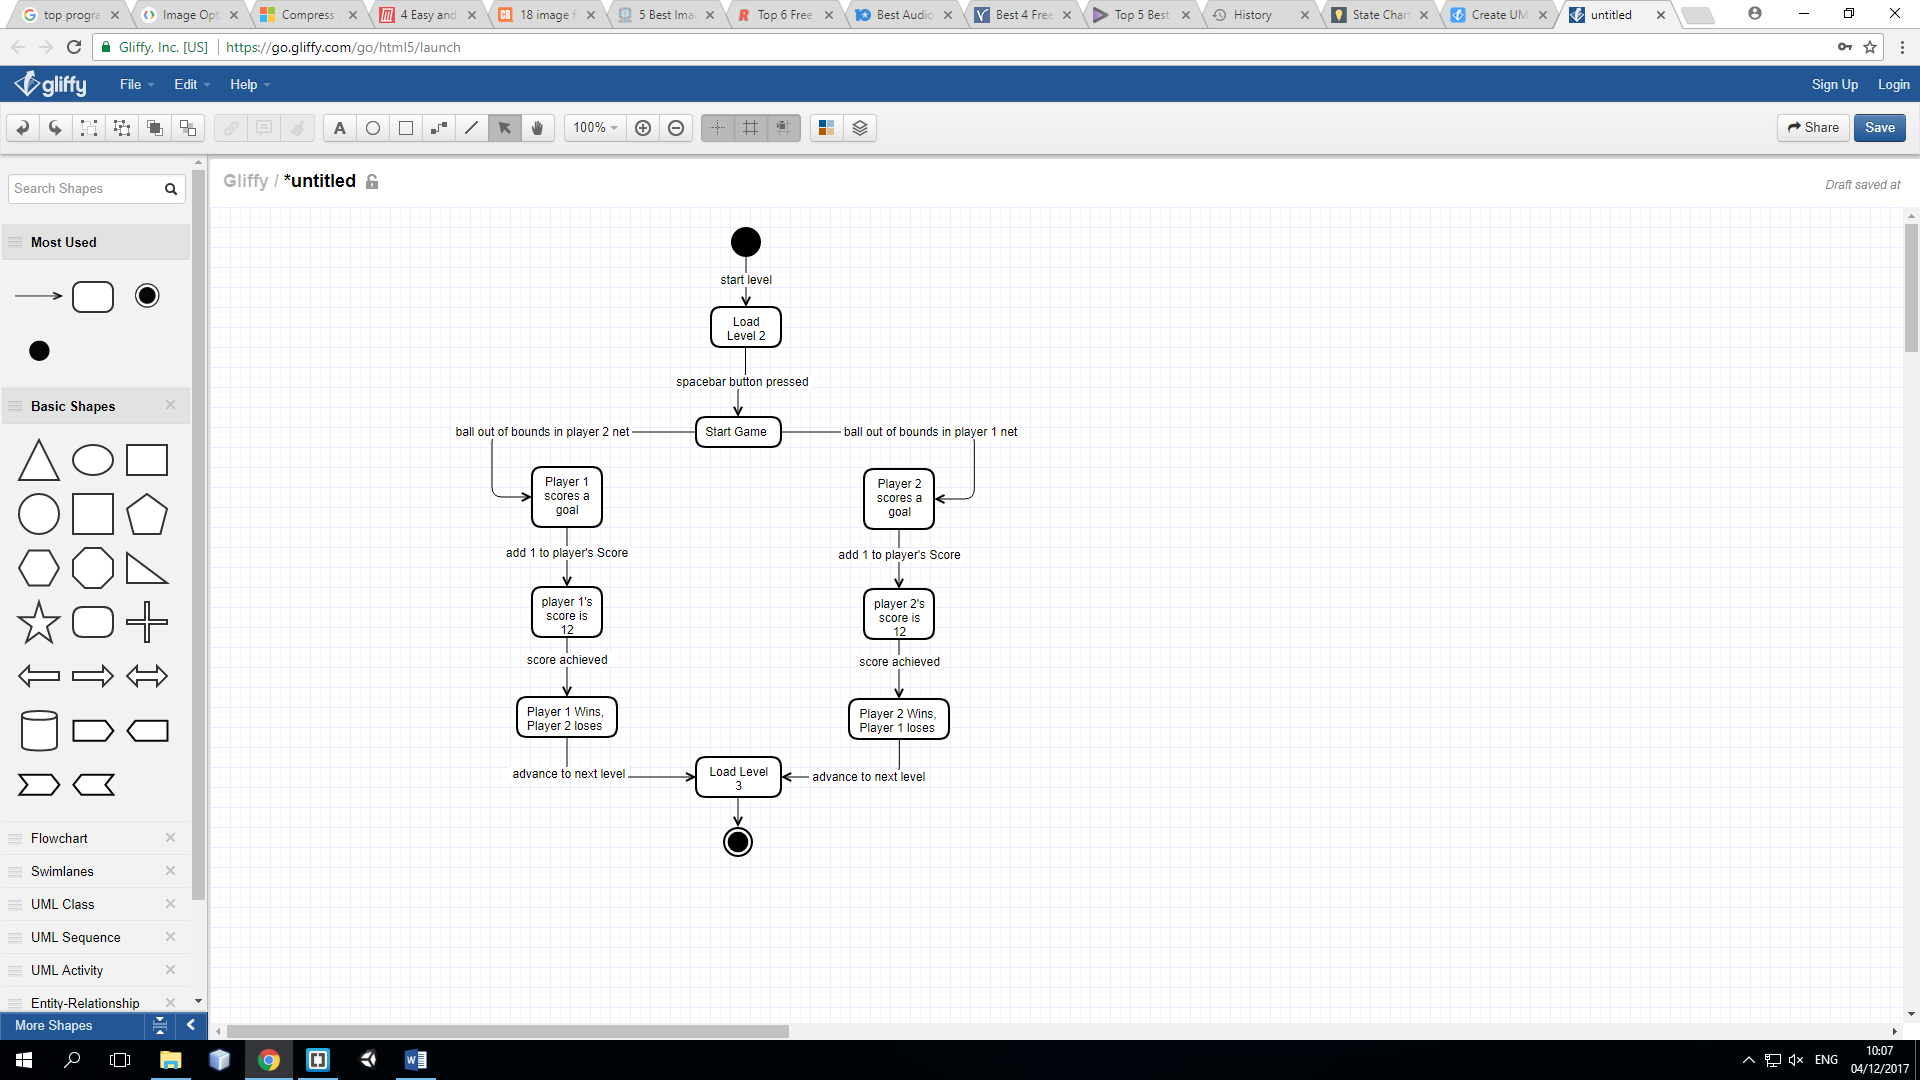 top progra
Image Opt
Compress
4 Easy and
18 image f
5 Best Ima
Top 6 Free
Best Audio
Best 4 Free
Top 5 Best
History
State Chart
Create UM
untitled
Gliffy, Inc. [US]
https://go.gliffy.com/go/html5/launch
gliffy
File
Edit
Help
Sign Up
Login
A
100%
Share
Save
Search Shapes
Gliffy / *untitled
Draft saved at
Most Used
Basic Shapes
Flowchart
Swimlanes
UML Class
UML Sequence
UML Activity
Entity-Relationship
More Shapes
start level
Load
Level 2
spacebar button pressed
ball out of bounds in player 2 net
Start Game
ball out of bounds in player 1 net
Player 1
scores a
goal
Player 2
scores a
goal
add 1 to player's Score
add 1 to player's Score
player 1's
score is
12
player 2's
score is
12
score achieved
score achieved
Player 1 Wins,
Player 2 loses
Player 2 Wins,
Player 1 loses
advance to next level
Load Level
3
advance to next level
ENG
10:07
04/12/2017